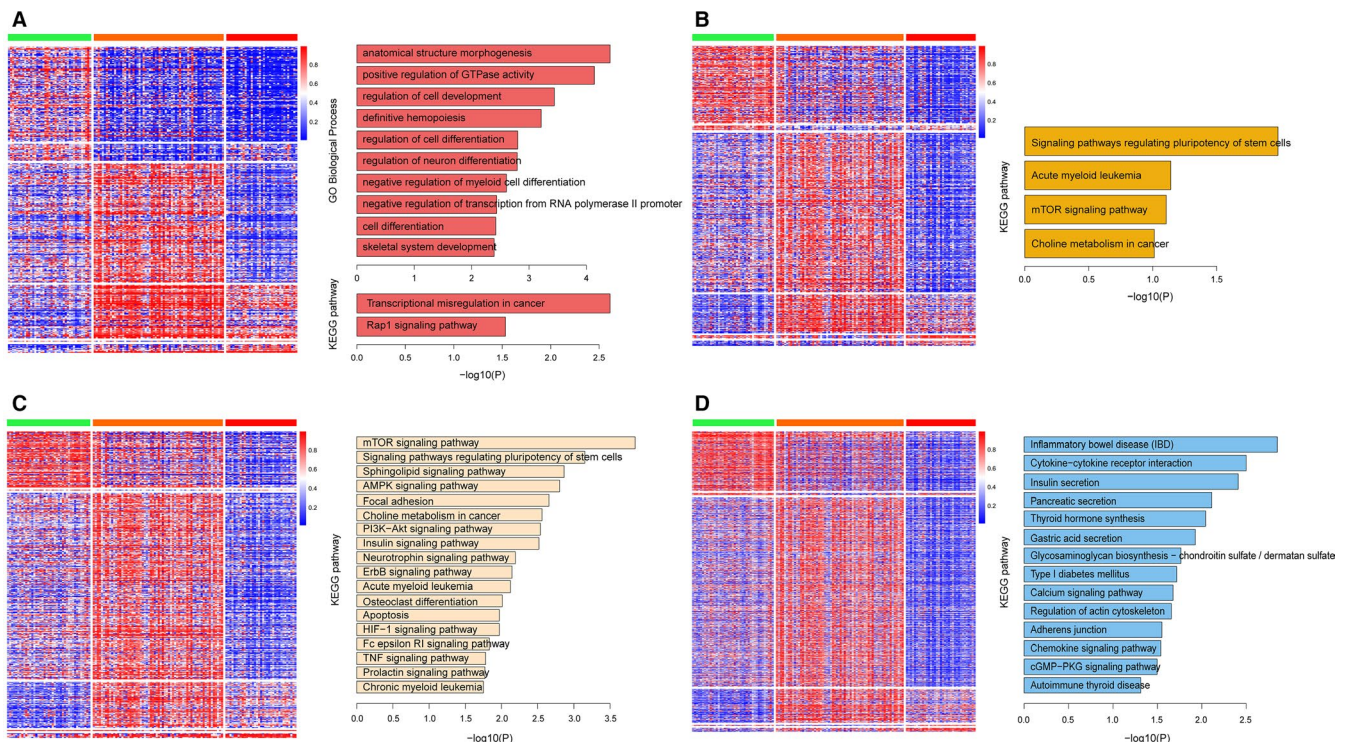 A
0.8
0.6
0.4
0.2
GO Biological Process
anatomical structure morphogenesis
positive regulation of GTPase activity
regulation of cell development
definitive hemopoiesis
regulation of cell differentiation
regulation of neuron differentiation
negative regulation of myeloid cell differentiation
negative regulation of transcription from RNA polymerase II promoter
cell differentiation
skeletal system development
0 1 2 3 4
KEGG pathway
Transcriptional misregulation in cancer
Rap1 signaling pathway
0.0 0.5 1.0 1.5 2.0 2.5
−log10(P)
B
0.8
0.6
0.4
0.2
KEGG pathway
Signaling pathways regulating pluripotency of stem cells
Acute myeloid leukemia
mTOR signaling pathway
Choline metabolism in cancer
0.0 0.5 1.0 1.5
−log10(P)
C
0.8
0.6
0.4
0.2
KEGG pathway
mTOR signaling pathway
Signaling pathways regulating pluripotency of stem cells
Sphingolipid signaling pathway
AMPK signaling pathway
Focal adhesion
Choline metabolism in cancer
PI3K−Akt signaling pathway
Insulin signaling pathway
Neurotrophin signaling pathway
ErbB signaling pathway
Acute myeloid leukemia
Osteoclast differentiation
Apoptosis
HIF−1 signaling pathway
Fc epsilon RI signaling pathway
TNF signaling pathway
Prolactin signaling pathway
Chronic myeloid leukemia
0.0 0.5 1.0 1.5 2.0 2.5 3.0 3.5
−log10(P)
D
0.8
0.6
0.4
0.2
KEGG pathway
Inflammatory bowel disease (IBD)
Cytokine−cytokine receptor interaction
Insulin secretion
Pancreatic secretion
Thyroid hormone synthesis
Gastric acid secretion
Glycosaminoglycan biosynthesis − chondroitin sulfate / dermatan sulfate
Type I diabetes mellitus
Calcium signaling pathway
Regulation of actin cytoskeleton
Adherens junction
Chemokine signaling pathway
cGMP−PKG signaling pathway
Autoimmune thyroid disease
0.0 0.5 1.0 1.5 2.0 2.5
−log10(P)